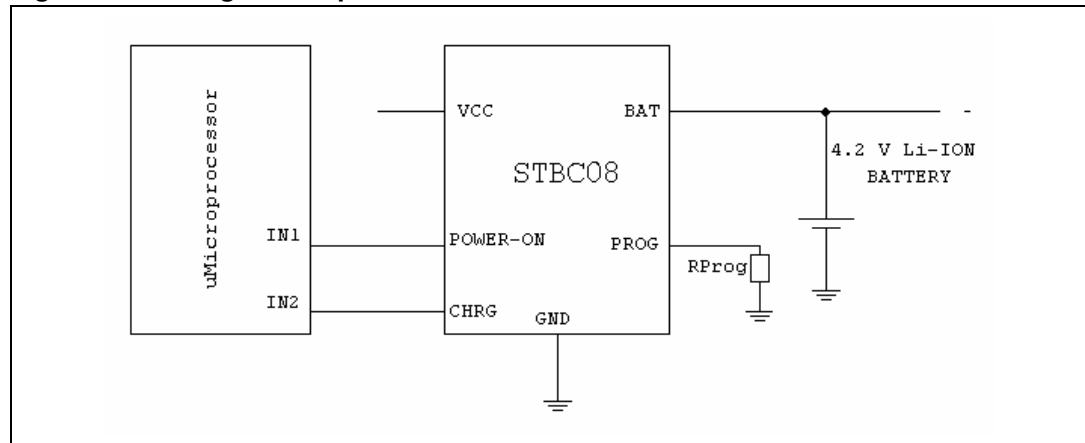 uMicroprocessor
IN1
IN2
VCC
BAT
STBC08
POWER-ON
PROG
CHRG
GND
RProg
4.2 V Li-ION
BATTERY
-